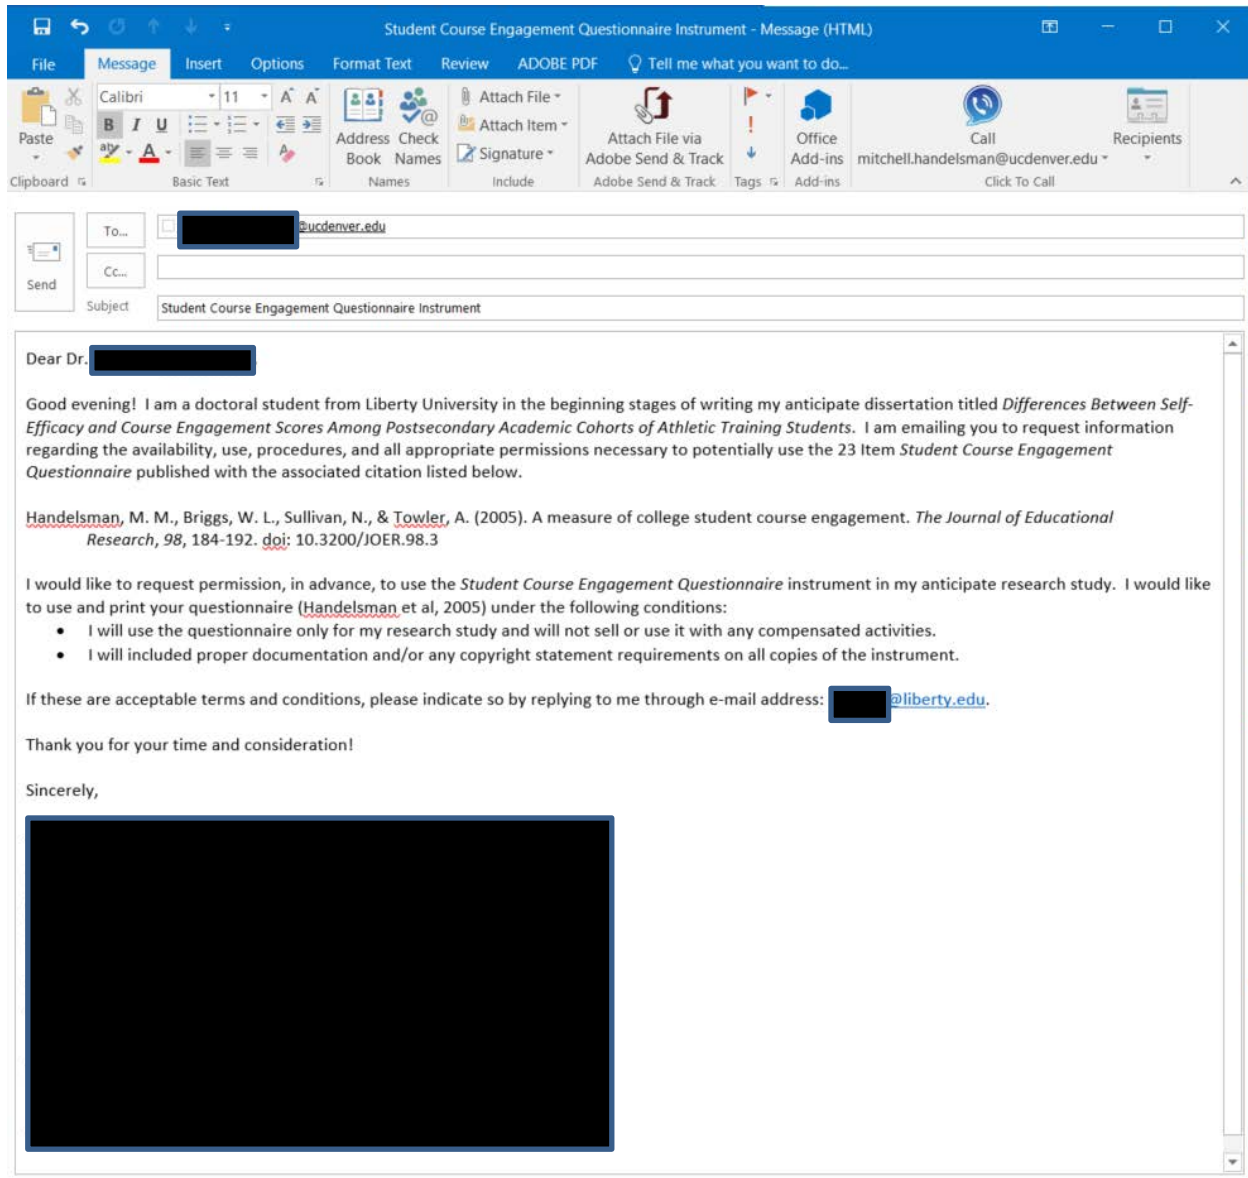 Student Course Engagement Questionnaire Instrument - Message (HTML)
File Message Insert Options Format Text Review ADOBE PDF Tell me what you want to do...
Calibri 11 A A
Paste B I U
Address Book
Check Names
Attach File
Attach Item
Signature
Attach File via
Adobe Send & Track
Office
Add-ins
Call
mitchell.handelsman@ucdenver.edu
Recipients
Clipboard Basic Text Names Include Adobe Send & Track Tags Add-ins Click To Call
Send
To... @ucdenver.edu
Cc...
Subject Student Course Engagement Questionnaire Instrument
Dear Dr.
Good evening! I am a doctoral student from Liberty University in the beginning stages of writing my anticipate dissertation titled Differences Between Self-
Efficacy and Course Engagement Scores Among Postsecondary Academic Cohorts of Athletic Training Students. I am emailing you to request information
regarding the availability, use, procedures, and all appropriate permissions necessary to potentially use the 23 Item Student Course Engagement
Questionnaire published with the associated citation listed below.
Handelsman, M. M., Briggs, W. L., Sullivan, N., & Towler, A. (2005). A measure of college student course engagement. The Journal of Educational
Research, 98, 184-192. doi: 10.3200/JOER.98.3
I would like to request permission, in advance, to use the Student Course Engagement Questionnaire instrument in my anticipate research study. I would like
to use and print your questionnaire (Handelsman et al, 2005) under the following conditions:
• I will use the questionnaire only for my research study and will not sell or use it with any compensated activities.
• I will included proper documentation and/or any copyright statement requirements on all copies of the instrument.
If these are acceptable terms and conditions, please indicate so by replying to me through e-mail address: @liberty.edu.
Thank you for your time and consideration!
Sincerely,